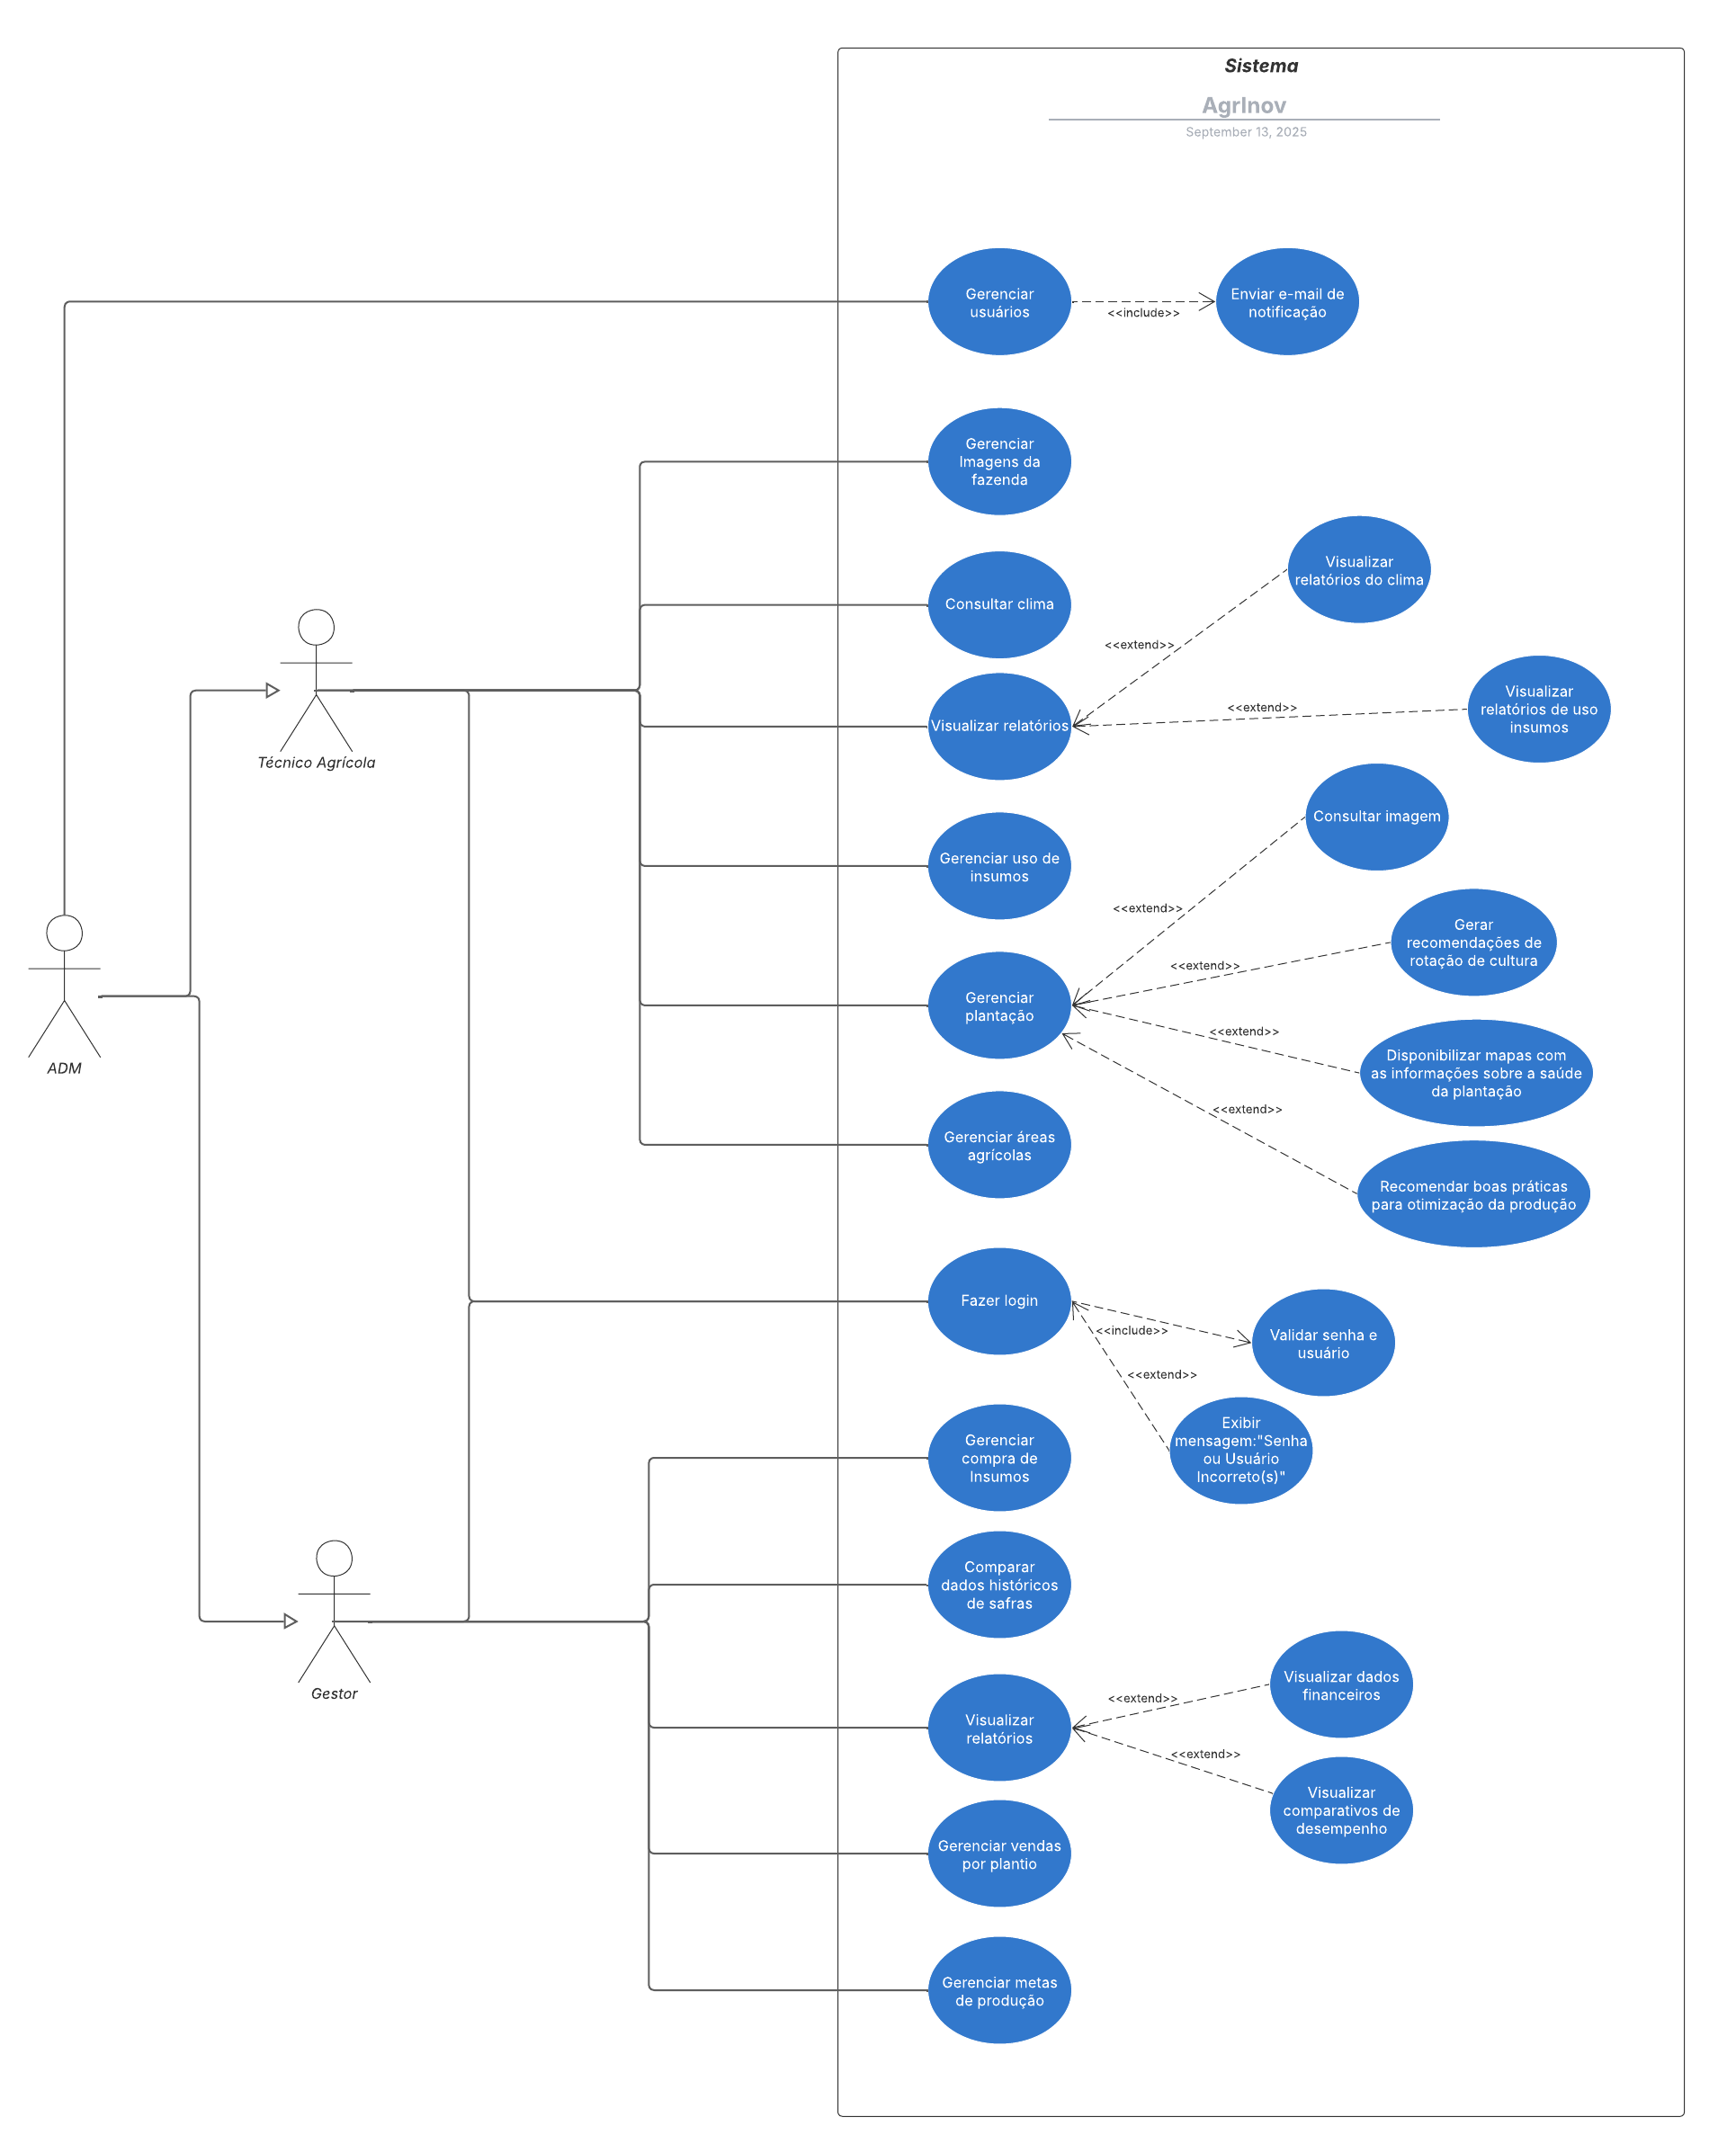 Sistema
AgrInov
September 13, 2025
Gerenciar
usuários
<<include>>
Enviar e-mail de
notificação
Gerenciar
Imagens da
fazenda
Consultar clima
Visualizar
relatórios do clima
<<extend>>
Visualizar relatórios
<<extend>>
Visualizar
relatórios de uso
insumos
Técnico Agrícola
Gerenciar uso de
insumos
Consultar imagem
<<extend>>
Gerar
recomendações de
rotação de cultura
<<extend>>
Gerenciar
plantação
<<extend>>
Disponibilizar mapas com
as informações sobre a saúde
da plantação
ADM
<<extend>>
Gerenciar áreas
agrícolas
Recomendar boas práticas
para otimização da produção
Fazer login
<<include>>
Validar senha e
usuário
<<extend>>
Exibir
mensagem:"Senha
ou Usuário
Incorreto(s)"
Gerenciar
compra de
Insumos
Comparar
dados históricos
de safras
Gestor
Visualizar
relatórios
<<extend>>
Visualizar dados
financeiros
<<extend>>
Visualizar
comparativos de
desempenho
Gerenciar vendas
por plantio
Gerenciar metas
de produção